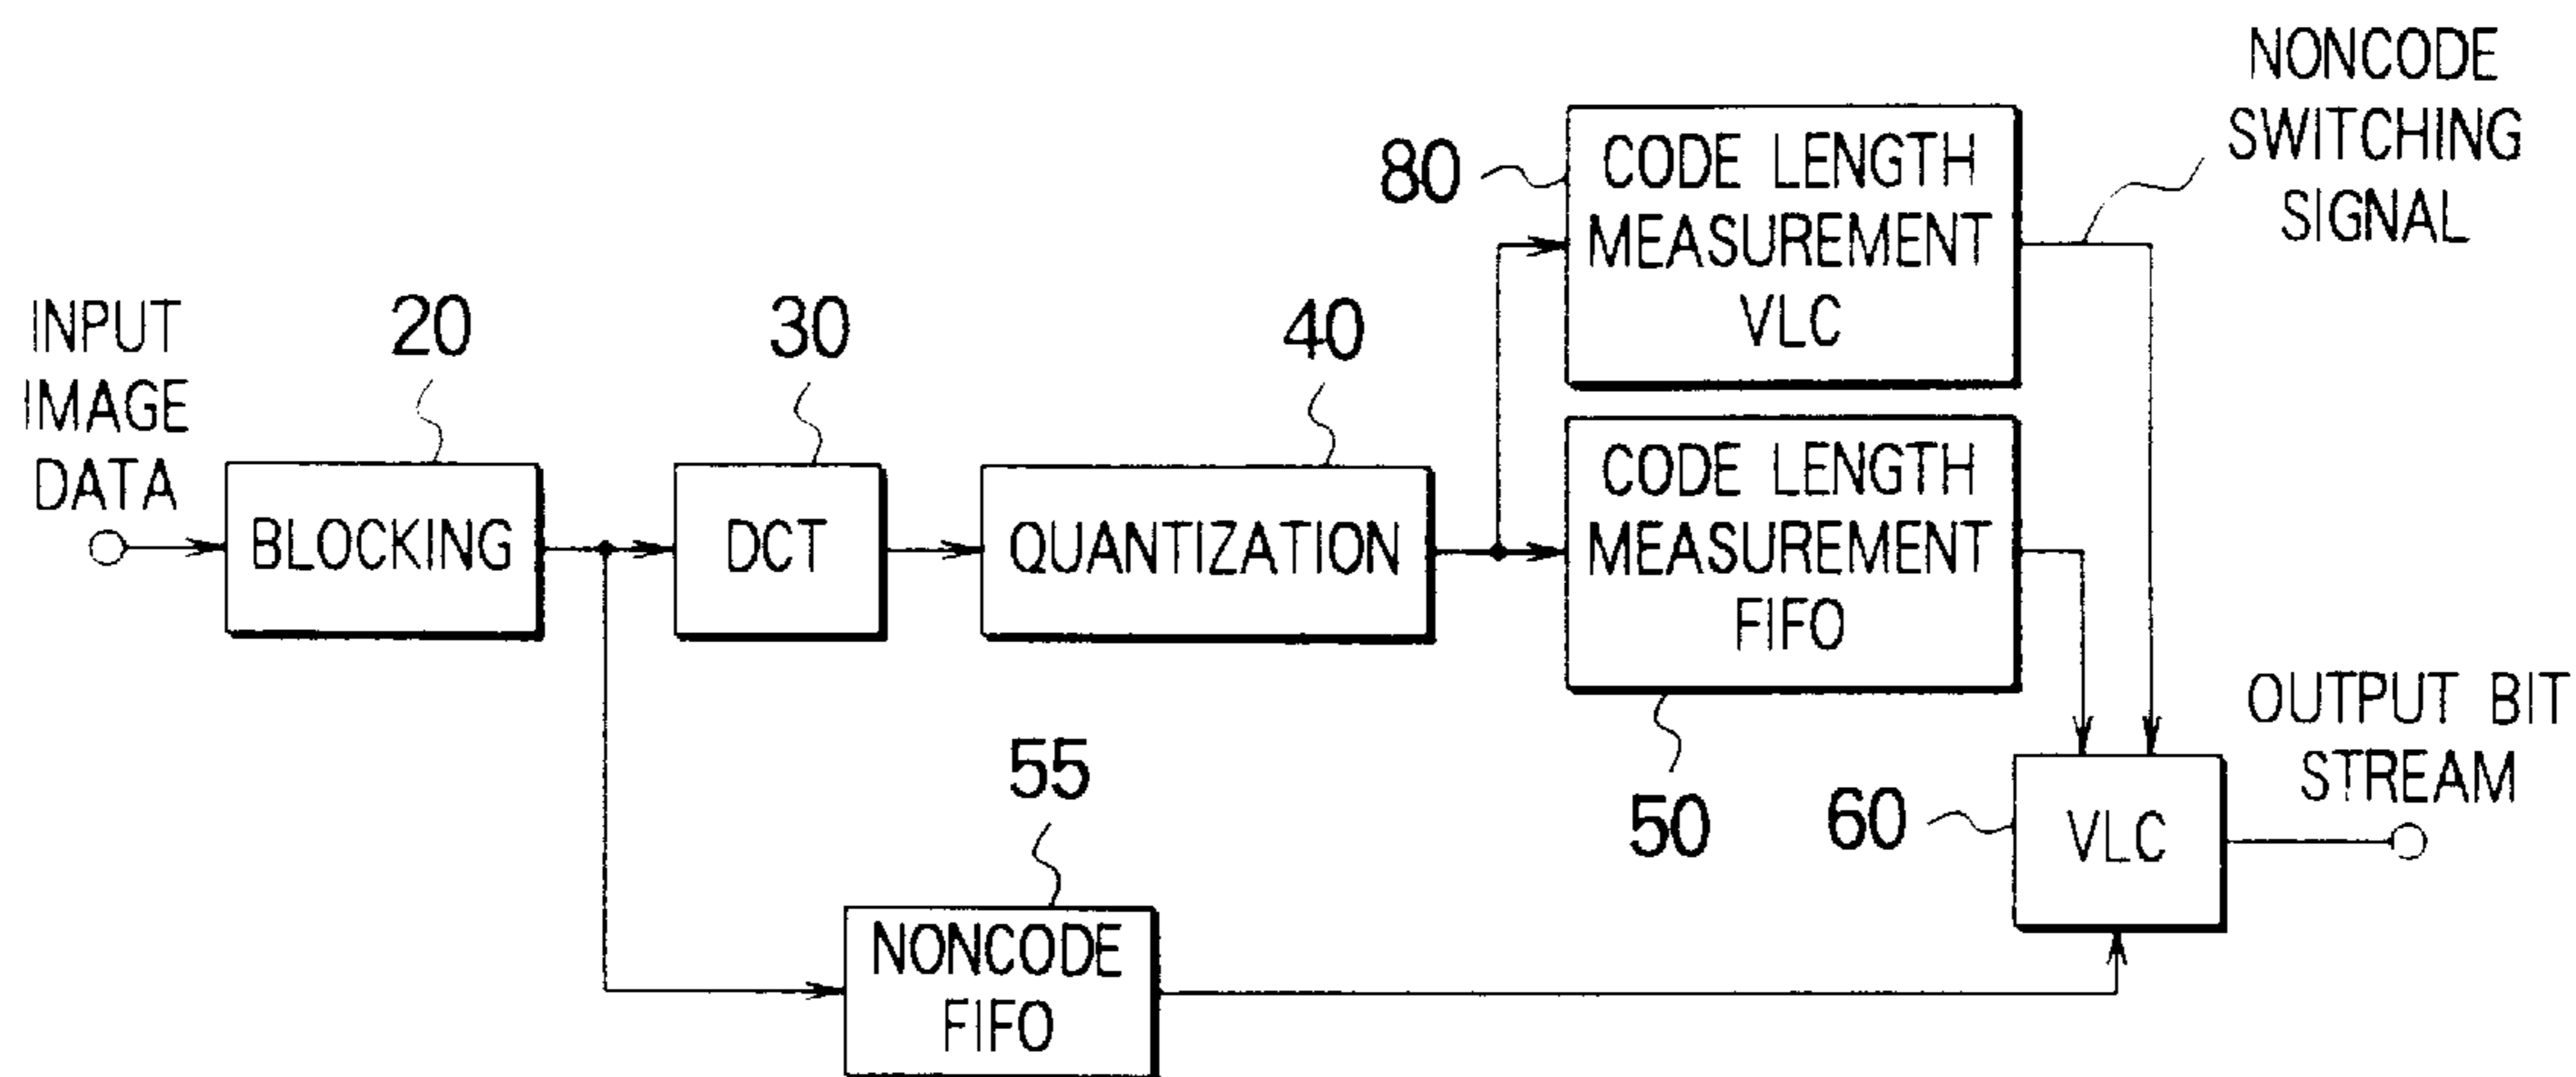 NONCODE
SWITCHING
SIGNAL
80
CODE LENGTH
MEASUREMENT
VLC
INPUT
IMAGE
DATA
20
30
40
BLOCKING
DCT
QUANTIZATION
CODE LENGTH
MEASUREMENT
FIFO
50
55
NONCODE
FIFO
60
VLC
OUTPUT BIT
STREAM